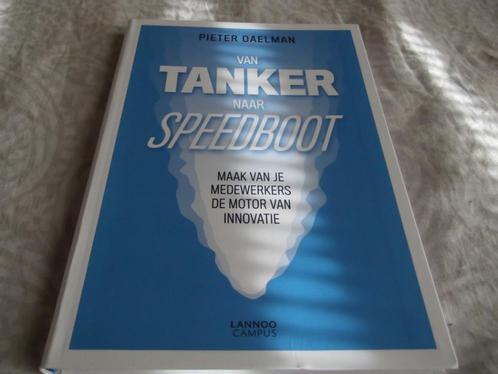 PIETER DAELMAN
VAN
TANKER
NAAR
SPEEDBOOT
MAAK VAN JE
MEDEWERKERS
DE MOTOR VAN
INNOVATIE
LANNOO
CAMPUS